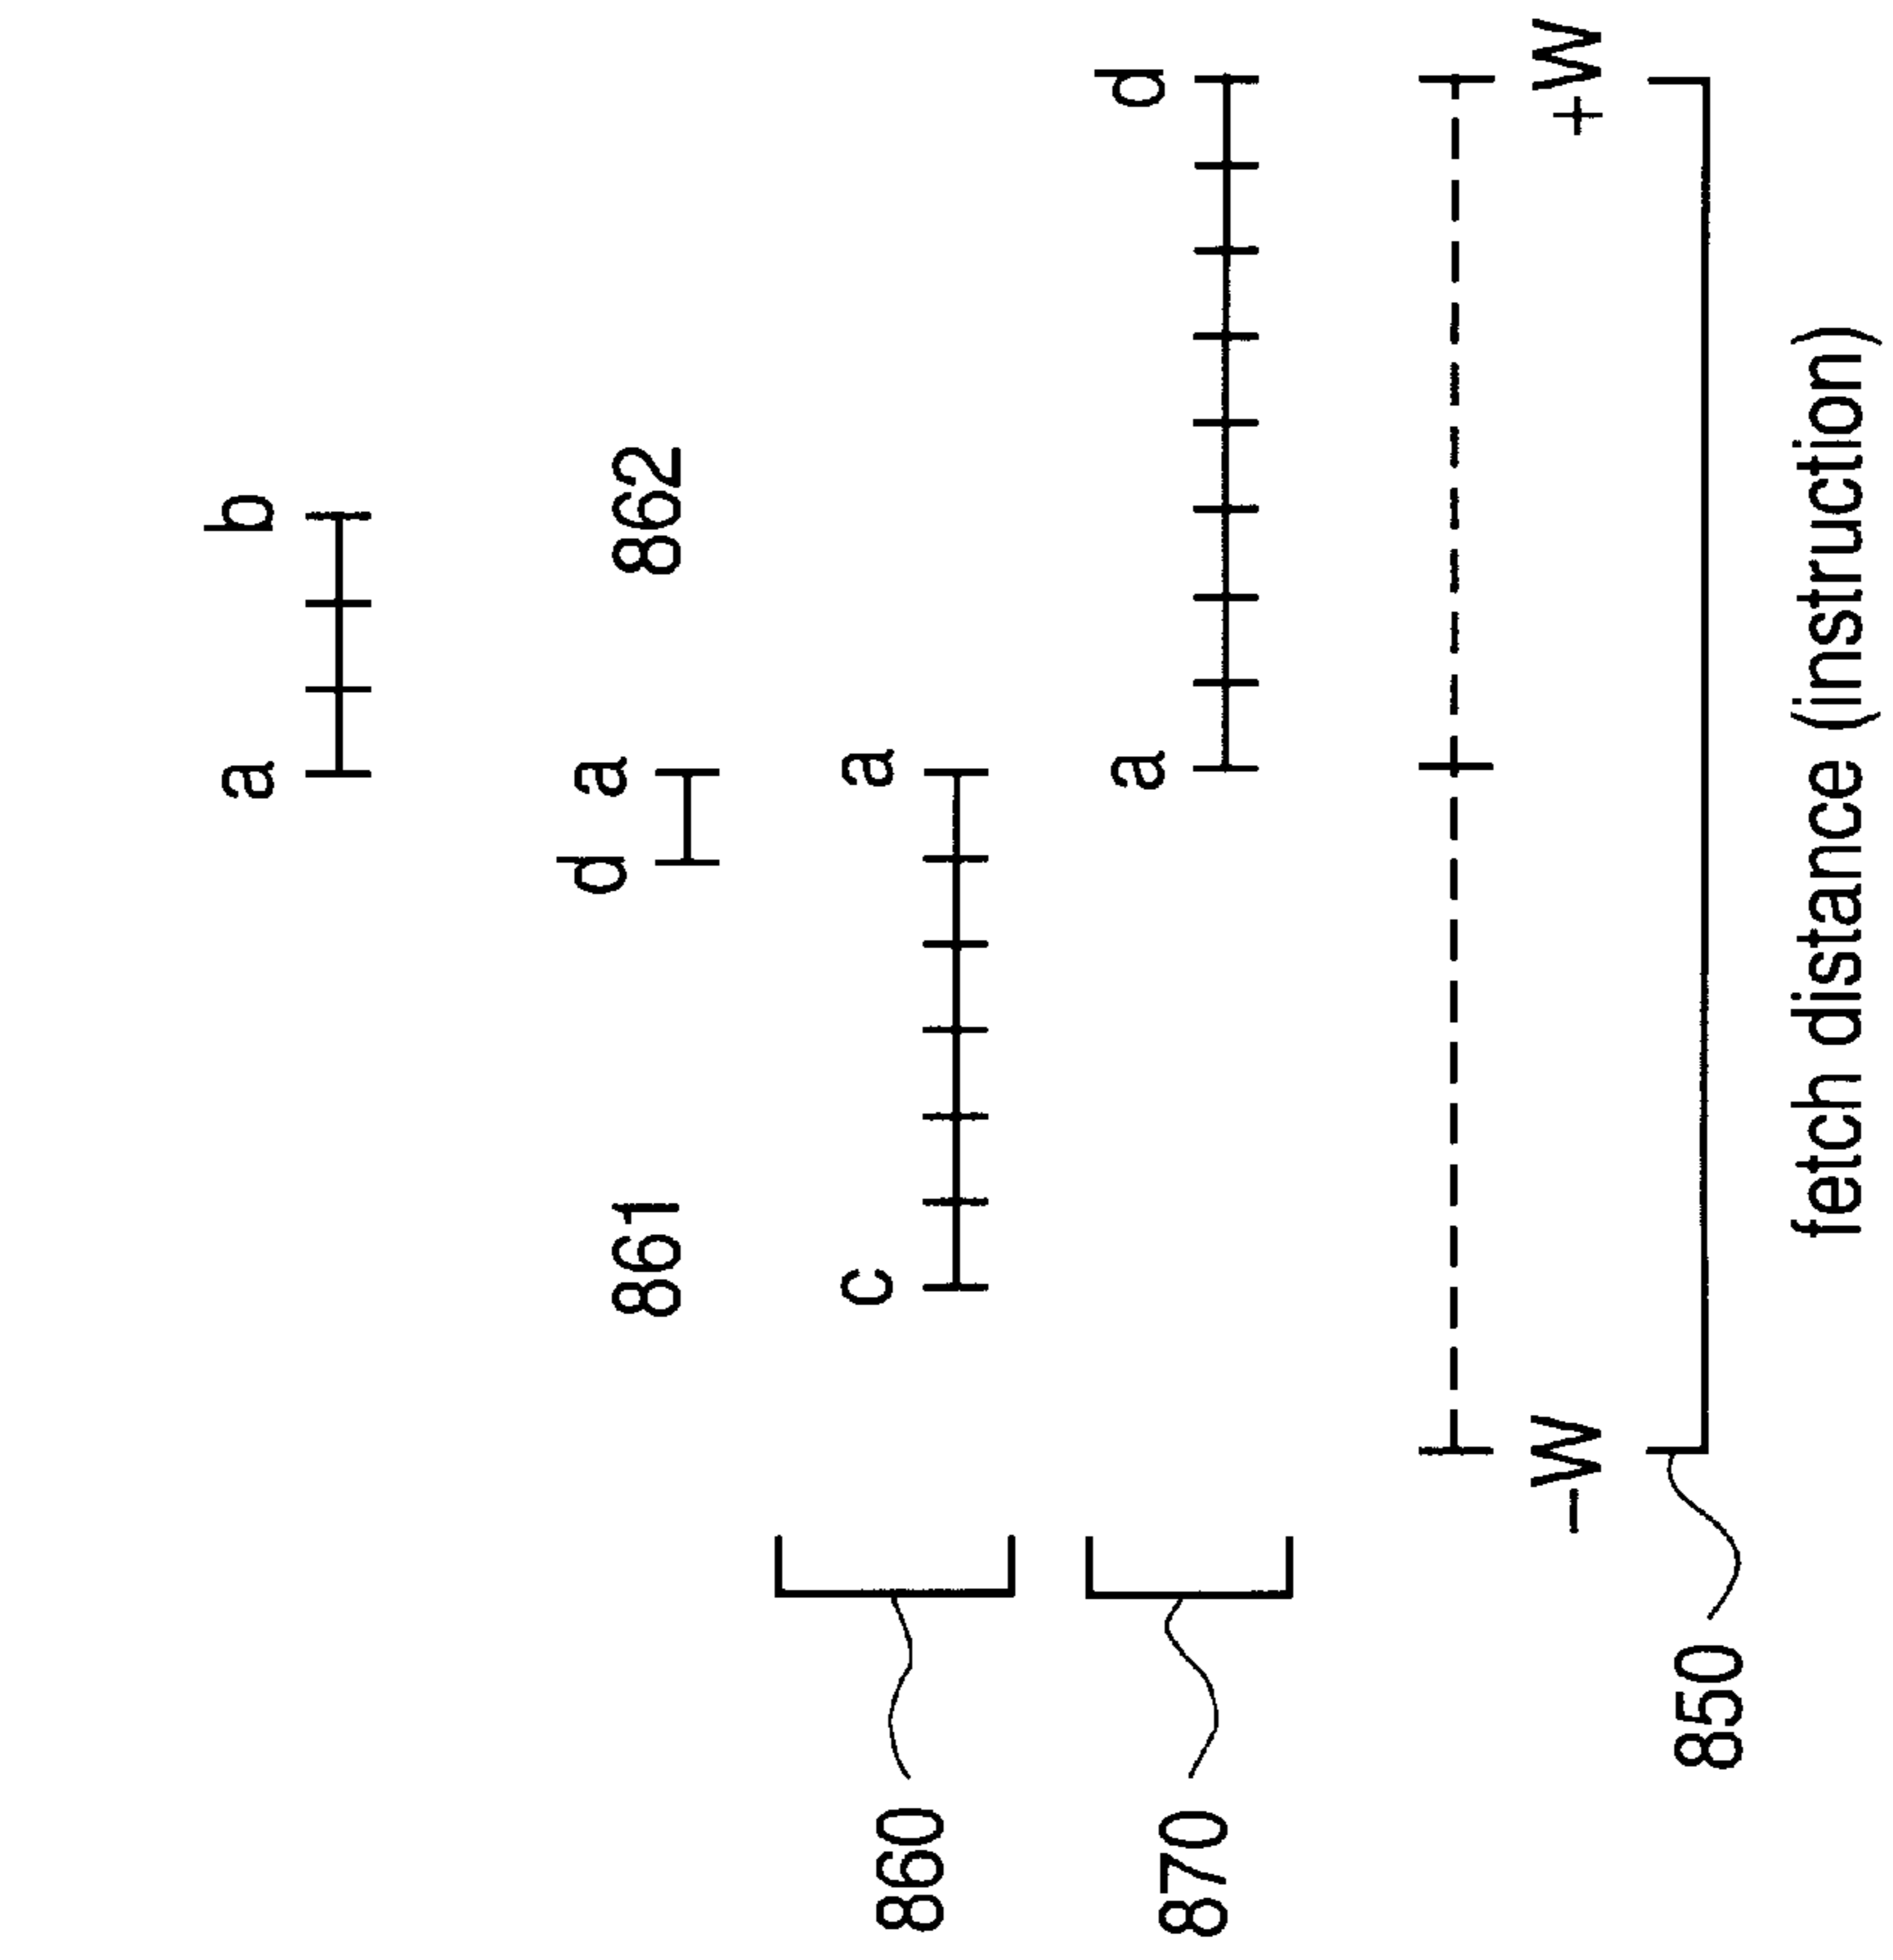 a b
861 862
d a
860 c a
870 a d
−W +W
850
fetch distance (instruction)